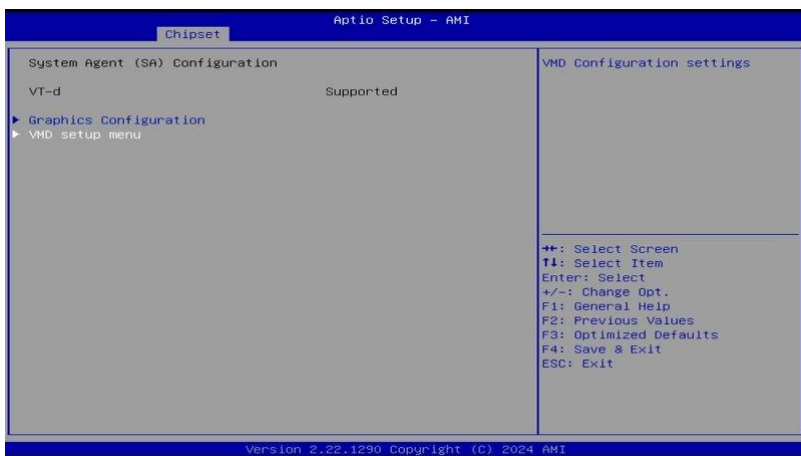 Aptio Setup – AMI
Chipset
System Agent (SA) Configuration
VT-d Supported
▶ Graphics Configuration
▶ VMD setup menu
VMD Configuration settings
→←: Select Screen
↑↓: Select Item
Enter: Select
+/-: Change Opt.
F1: General Help
F2: Previous Values
F3: Optimized Defaults
F4: Save & Exit
ESC: Exit
Version 2.22.1290 Copyright (C) 2024 AMI